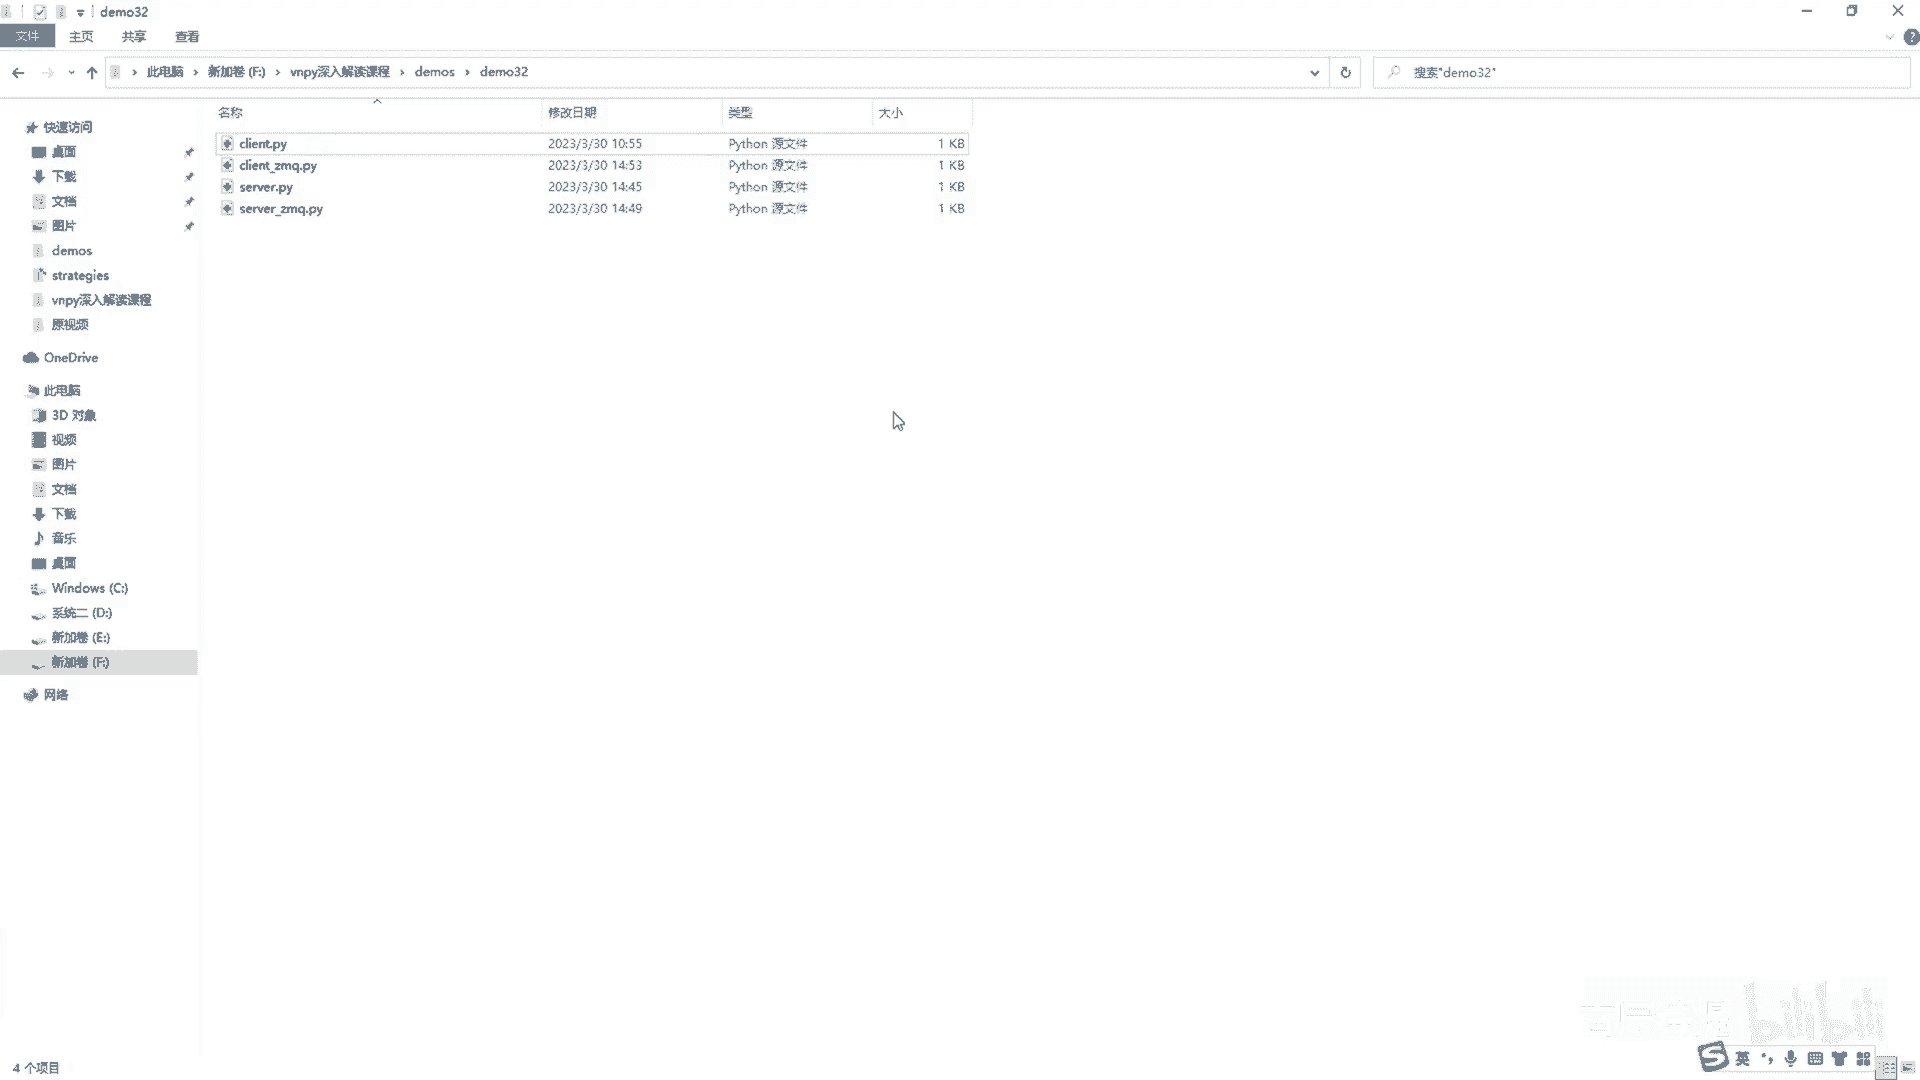 demo32
文件 主页 共享 查看
此电脑 新加卷 (F:) vnpy深入解读课程 demos demo32
搜索"demo32"
名称 修改日期 类型 大小
client.py 2023/3/30 10:55 Python 源文件 1 KB
client_zmq.py 2023/3/30 14:53 Python 源文件 1 KB
server.py 2023/3/30 14:45 Python 源文件 1 KB
server_zmq.py 2023/3/30 14:49 Python 源文件 1 KB
快速访问
桌面
下载
文档
图片
demos
strategies
vnpy深入解读课程
原视频
OneDrive
此电脑
3D 对象
视频
图片
文档
下载
音乐
桌面
Windows (C:)
系统二 (D:)
新加卷 (E:)
新加卷 (F:)
网络
bilibili
英
4 个项目